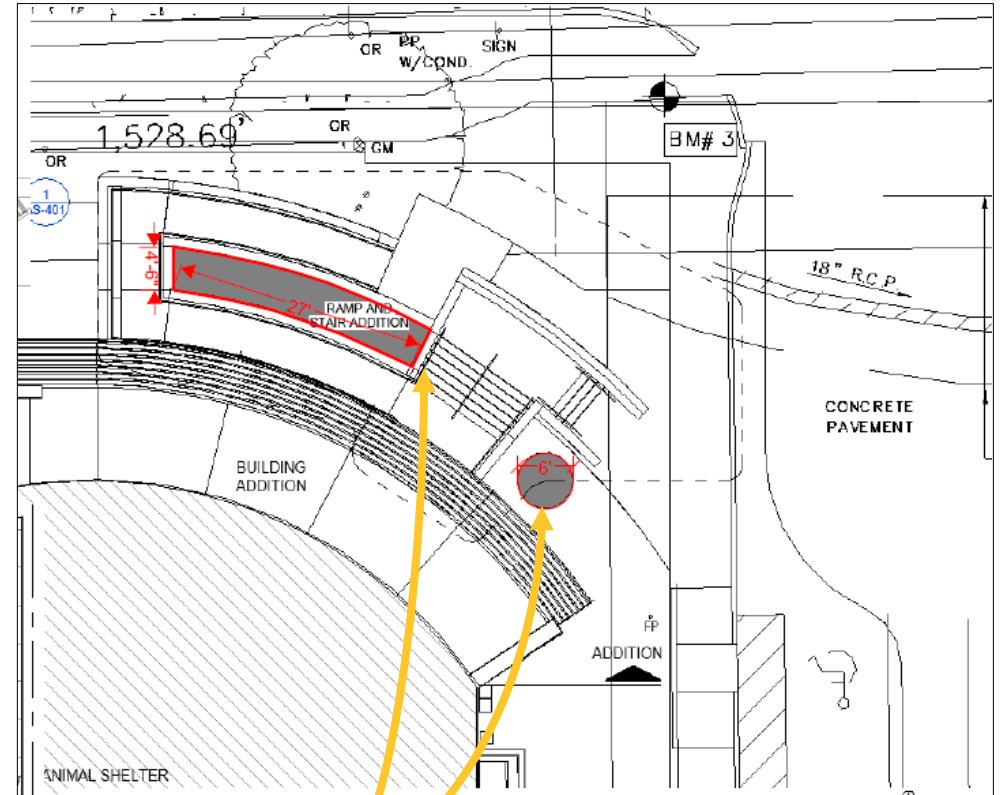 OR
PP
W/COND.
SIGN
1,528.69'
OR
GM
BM# 3
OR
1
AS-401
4'-6"
27'
RAMP AND
STAIR ADDITION
18" R.C.P.
CONCRETE
PAVEMENT
BUILDING
ADDITION
6'
FP
ADDITION
ANIMAL SHELTER